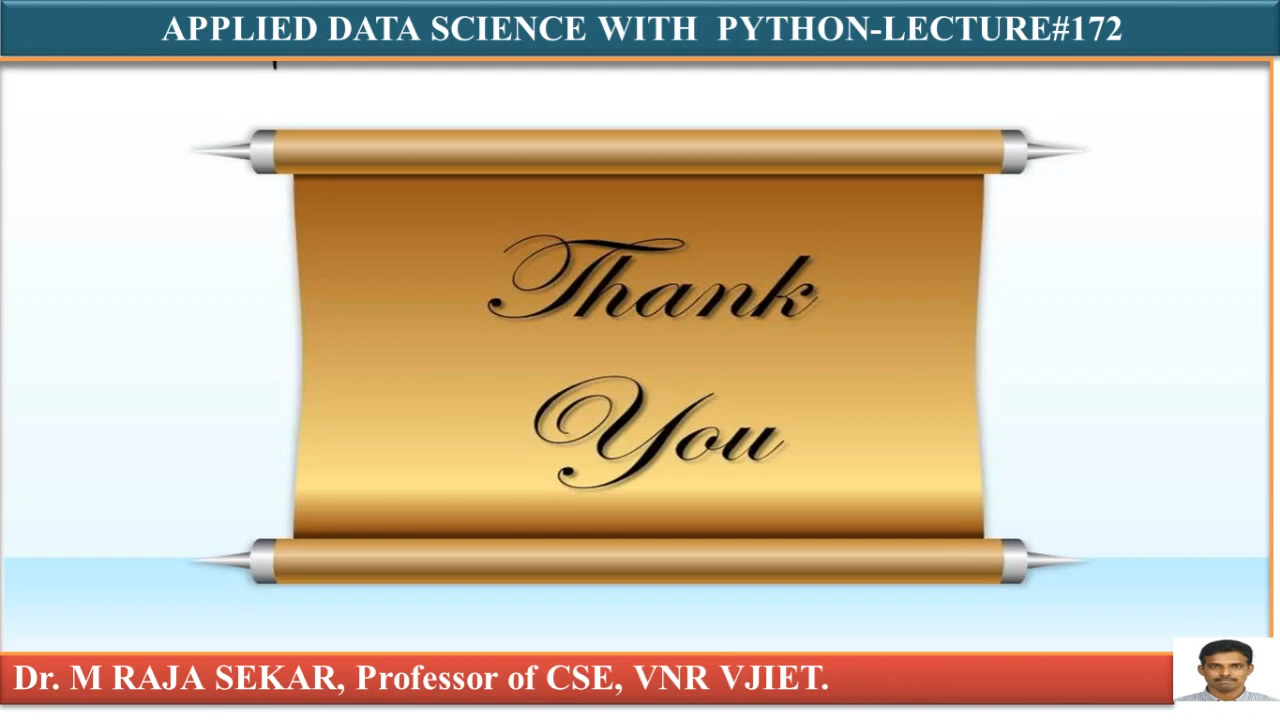 APPLIED DATA SCIENCE WITH PYTHON-LECTURE#172
Thank
You
Dr. M RAJA SEKAR, Professor of CSE, VNR VJIET.